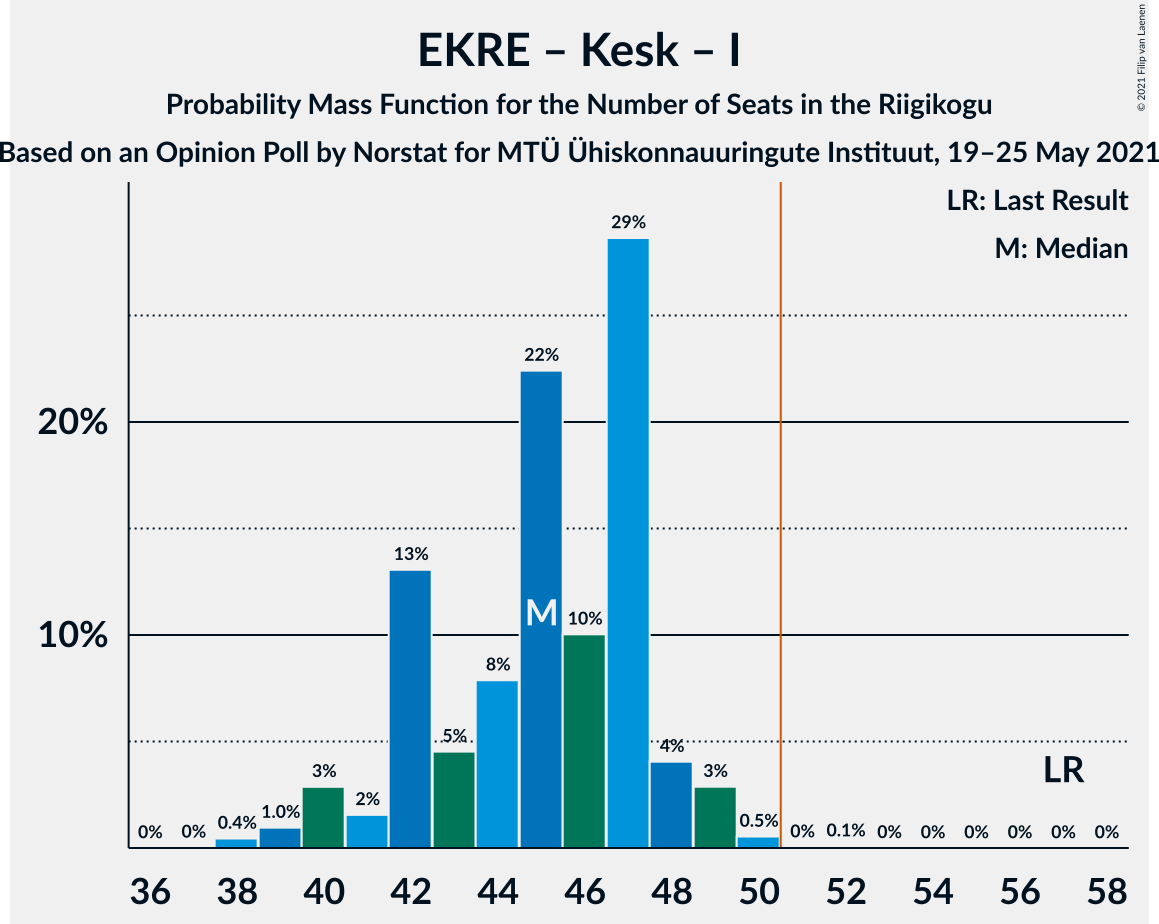 EKRE – Kesk – I
Probability Mass Function for the Number of Seats in the Riigikogu
Based on an Opinion Poll by Norstat for MTÜ Ühiskonnauuringute Instituut, 19–25 May 2021
© 2021 Filip van Laenen
LR: Last Result
M: Median
20%
10%
0%
0%
0.4%
1.0%
3%
2%
13%
5%
8%
22%
10%
29%
4%
3%
0.5%
0%
0.1%
0%
0%
0%
0%
0%
0%
M
LR
36 38 40 42 44 46 48 50 52 54 56 58